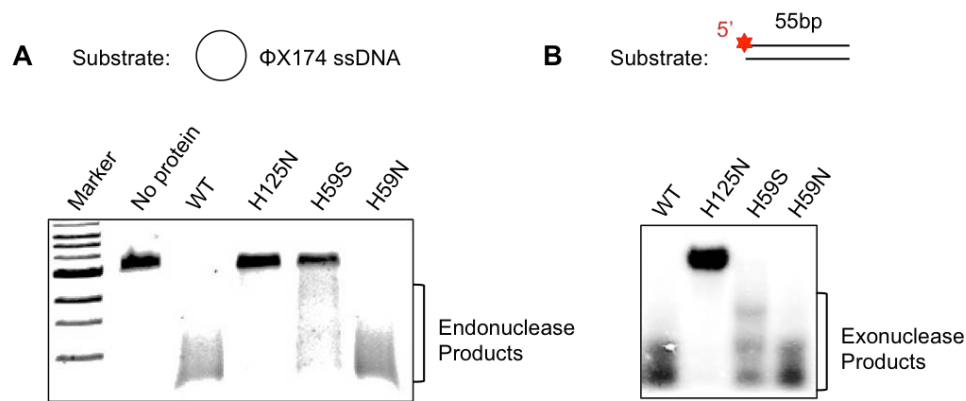 A
Substrate:
ΦX174 ssDNA
Marker
No protein
WT
H125N
H59S
H59N
Endonuclease
Products
B
5’
55bp
Substrate:
WT
H125N
H59S
H59N
Exonuclease
Products